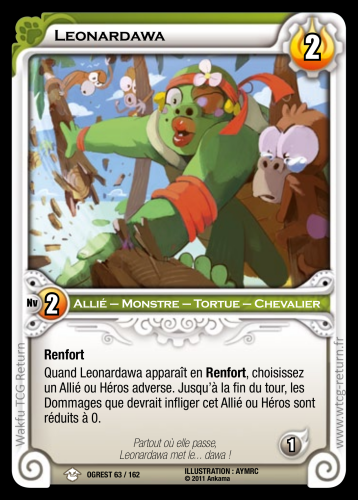 Leonardawa
2
Nv 2 Allié – Monstre – Tortue – Chevalier
Renfort
Quand Leonardawa apparaît en Renfort, choisissez
un Allié ou Héros adverse. Jusqu'à la fin du tour, les
Dommages que devrait infliger cet Allié ou Héros sont
réduits à 0.
Partout où elle passe,
Leonardawa met le... dawa !
1
OGREST 63 / 162
ILLUSTRATION : AYMRC
© 2011 Ankama
Wakfu TCG Return
www.wtcg-return.fr